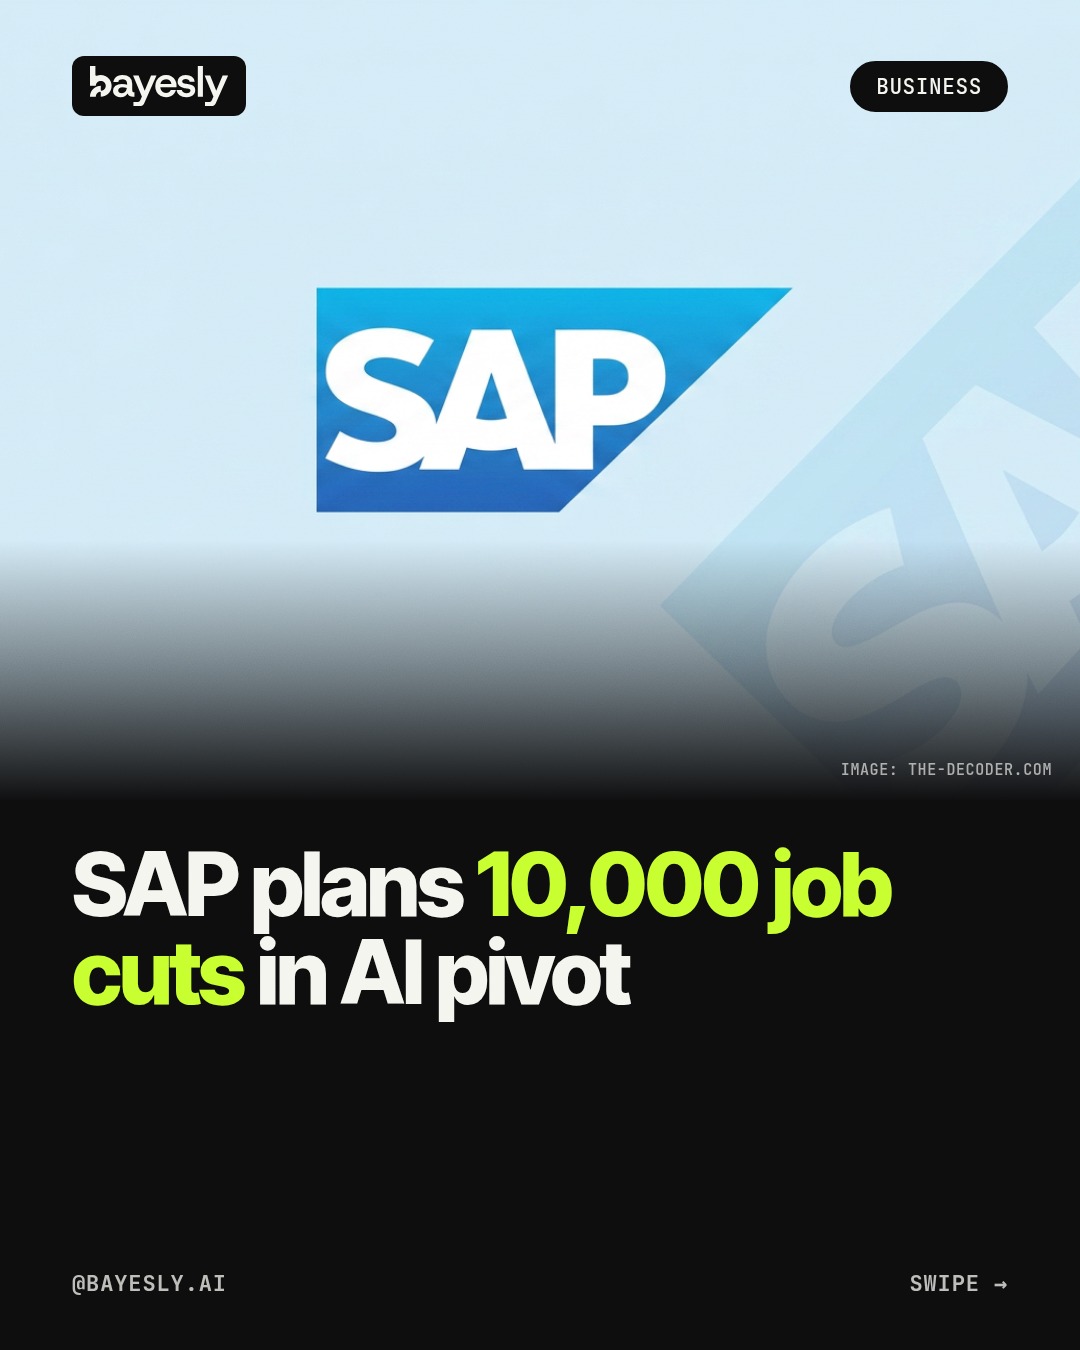 bayesly
BUSINESS
SAP
SA
IMAGE: THE-DECODER.COM
SAP plans 10,000 job
cuts in AI pivot
@BAYESLY.AI
SWIPE →